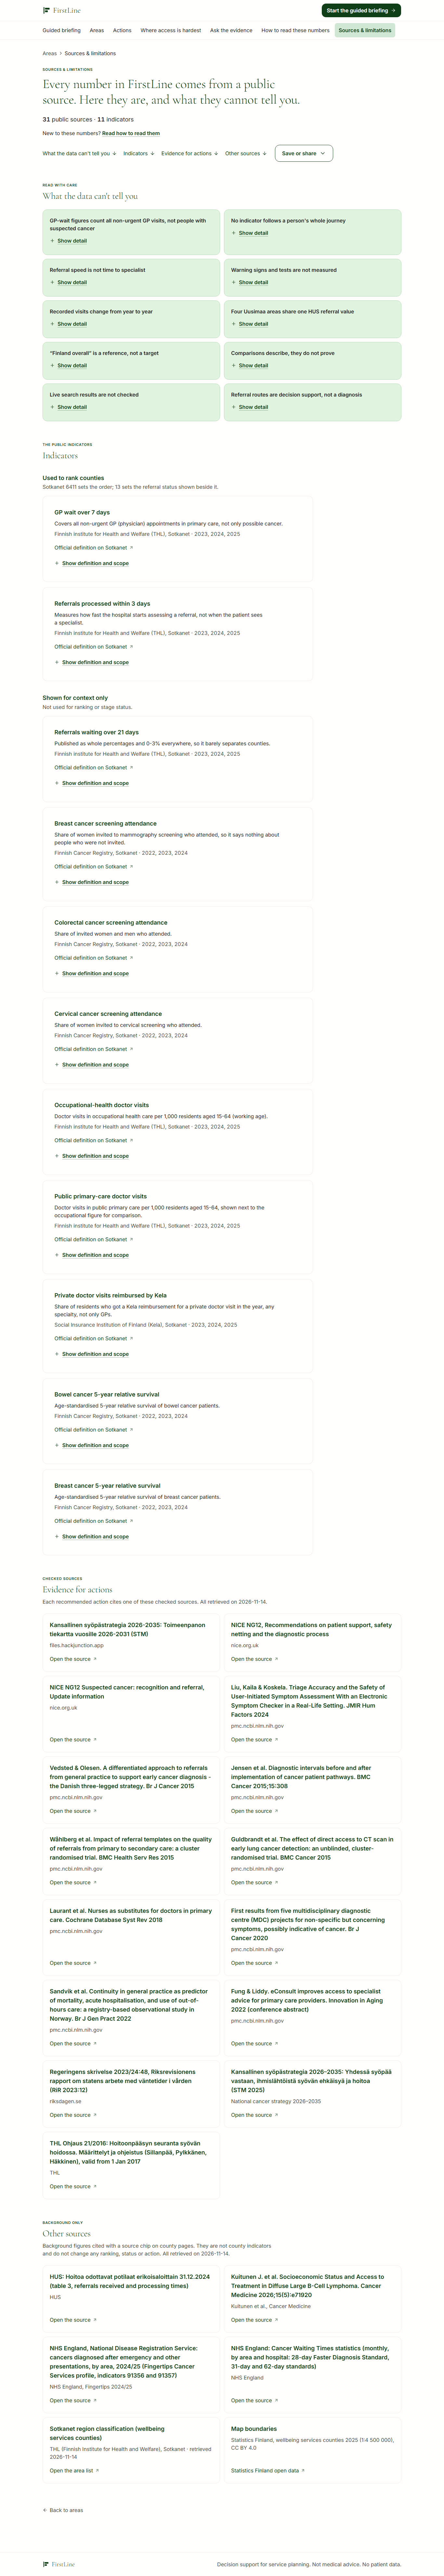 FirstLine
Start the guided briefing →
Guided briefing Areas Actions Where access is hardest Ask the evidence How to read these numbers Sources & limitations
Areas > Sources & limitations
SOURCES & LIMITATIONS
Every number in FirstLine comes from a public
source. Here they are, and what they cannot tell you.
31 public sources · 11 indicators
New to these numbers? Read how to read them
What the data can't tell you ↓ Indicators ↓ Evidence for actions ↓ Other sources ↓ Save or share
READ WITH CARE
What the data can't tell you
GP-wait figures count all non-urgent GP visits, not people with
suspected cancer
+ Show detail
No indicator follows a person's whole journey
+ Show detail
Referral speed is not time to specialist
+ Show detail
Warning signs and tests are not measured
+ Show detail
Recorded visits change from year to year
+ Show detail
Four Uusimaa areas share one HUS referral value
+ Show detail
"Finland overall" is a reference, not a target
+ Show detail
Comparisons describe, they do not prove
+ Show detail
Live search results are not checked
+ Show detail
Referral routes are decision support, not a diagnosis
+ Show detail
THE PUBLIC INDICATORS
Indicators
Used to rank counties
Sotkanet 6411 sets the order; 13 sets the referral status shown beside it.
GP wait over 7 days
Covers all non-urgent GP (physician) appointments in primary care, not only possible cancer.
Finnish Institute for Health and Welfare (THL), Sotkanet · 2023, 2024, 2025
Official definition on Sotkanet ↗
+ Show definition and scope
Referrals processed within 3 days
Measures how fast the hospital starts assessing a referral, not when the patient sees
a specialist.
Finnish Institute for Health and Welfare (THL), Sotkanet · 2023, 2024, 2025
Official definition on Sotkanet ↗
+ Show definition and scope
Shown for context only
Not used for ranking or stage status.
Referrals waiting over 21 days
Published as whole percentages and 0-3% everywhere, so it barely separates counties.
Finnish Institute for Health and Welfare (THL), Sotkanet · 2023, 2024, 2025
Official definition on Sotkanet ↗
+ Show definition and scope
Breast cancer screening attendance
Share of women invited to mammography screening who attended, so it says nothing about
people who were not invited.
Finnish Cancer Registry, Sotkanet · 2022, 2023, 2024
Official definition on Sotkanet ↗
+ Show definition and scope
Colorectal cancer screening attendance
Share of invited women and men who attended.
Finnish Cancer Registry, Sotkanet · 2022, 2023, 2024
Official definition on Sotkanet ↗
+ Show definition and scope
Cervical cancer screening attendance
Share of women invited to cervical screening who attended.
Finnish Cancer Registry, Sotkanet · 2022, 2023, 2024
Official definition on Sotkanet ↗
+ Show definition and scope
Occupational-health doctor visits
Doctor visits in occupational health care per 1,000 residents aged 15-64 (working age).
Finnish Institute for Health and Welfare (THL), Sotkanet · 2023, 2024, 2025
Official definition on Sotkanet ↗
+ Show definition and scope
Public primary-care doctor visits
Doctor visits in public primary care per 1,000 residents aged 15-64, shown next to the
occupational figure for comparison.
Finnish Institute for Health and Welfare (THL), Sotkanet · 2023, 2024, 2025
Official definition on Sotkanet ↗
+ Show definition and scope
Private doctor visits reimbursed by Kela
Share of residents who got a Kela reimbursement for a private doctor visit in the year, any
specialty, not only GPs.
Social Insurance Institution of Finland (Kela), Sotkanet · 2023, 2024, 2025
Official definition on Sotkanet ↗
+ Show definition and scope
Bowel cancer 5-year relative survival
Age-standardised 5-year relative survival of bowel cancer patients.
Finnish Cancer Registry, Sotkanet · 2022, 2023, 2024
Official definition on Sotkanet ↗
+ Show definition and scope
Breast cancer 5-year relative survival
Age-standardised 5-year relative survival of breast cancer patients.
Finnish Cancer Registry, Sotkanet · 2022, 2023, 2024
Official definition on Sotkanet ↗
+ Show definition and scope
CHECKED SOURCES
Evidence for actions
Each recommended action cites one of these checked sources. All retrieved on 2026-11-14.
Kansallinen syöpästrategia 2026-2035: Toimeenpanon
tiekartta vuosille 2026-2031 (STM)
files.hackjunction.app
Open the source ↗
NICE NG12, Recommendations on patient support, safety
netting and the diagnostic process
nice.org.uk
Open the source ↗
NICE NG12 Suspected cancer: recognition and referral,
Update information
nice.org.uk
Open the source ↗
Liu, Kaila & Koskela. Triage Accuracy and the Safety of
User-Initiated Symptom Assessment With an Electronic
Symptom Checker in a Real-Life Setting. JMIR Hum
Factors 2024
pmc.ncbi.nlm.nih.gov
Open the source ↗
Vedsted & Olesen. A differentiated approach to referrals
from general practice to support early cancer diagnosis -
the Danish three-legged strategy. Br J Cancer 2015
pmc.ncbi.nlm.nih.gov
Open the source ↗
Jensen et al. Diagnostic intervals before and after
implementation of cancer patient pathways. BMC
Cancer 2015;15:308
pmc.ncbi.nlm.nih.gov
Open the source ↗
Wåhlberg et al. Impact of referral templates on the quality
of referrals from primary to secondary care: a cluster
randomised trial. BMC Health Serv Res 2015
pmc.ncbi.nlm.nih.gov
Open the source ↗
Guldbrandt et al. The effect of direct access to CT scan in
early lung cancer detection: an unblinded, cluster-
randomised trial. BMC Cancer 2015
pmc.ncbi.nlm.nih.gov
Open the source ↗
Laurant et al. Nurses as substitutes for doctors in primary
care. Cochrane Database Syst Rev 2018
pmc.ncbi.nlm.nih.gov
Open the source ↗
First results from five multidisciplinary diagnostic
centre (MDC) projects for non-specific but concerning
symptoms, possibly indicative of cancer. Br J
Cancer 2020
pmc.ncbi.nlm.nih.gov
Open the source ↗
Sandvik et al. Continuity in general practice as predictor
of mortality, acute hospitalisation, and use of out-of-
hours care: a registry-based observational study in
Norway. Br J Gen Pract 2022
pmc.ncbi.nlm.nih.gov
Open the source ↗
Fung & Liddy. eConsult improves access to specialist
advice for primary care providers. Innovation in Aging
2022 (conference abstract)
pmc.ncbi.nlm.nih.gov
Open the source ↗
Regeringens skrivelse 2023/24:48, Riksrevisionens
rapport om statens arbete med väntetider i vården
(RiR 2023:12)
riksdagen.se
Open the source ↗
Kansallinen syöpästrategia 2026–2035: Yhdessä syöpää
vastaan, ihmislähtöistä syövän ehkäisyä ja hoitoa
(STM 2025)
National cancer strategy 2026–2035
Open the source ↗
THL Ohjaus 21/2016: Hoitoonpääsyn seuranta syövän
hoidossa. Määrittelyt ja ohjeistus (Sillanpää, Pylkkänen,
Häkkinen), valid from 1 Jan 2017
THL
Open the source ↗
BACKGROUND ONLY
Other sources
Background figures cited with a source chip on county pages. They are not county indicators
and do not change any ranking, status or action. All retrieved on 2026-11-14.
HUS: Hoitoa odottavat potilaat erikoisaloittain 31.12.2024
(table 3, referrals received and processing times)
HUS
Open the source ↗
Kuitunen J. et al. Socioeconomic Status and Access to
Treatment in Diffuse Large B-Cell Lymphoma. Cancer
Medicine 2026;15(5):e71920
Kuitunen et al., Cancer Medicine
Open the source ↗
NHS England, National Disease Registration Service:
cancers diagnosed after emergency and other
presentations, by area, 2024/25 (Fingertips Cancer
Services profile, indicators 91356 and 91357)
NHS England, Fingertips 2024/25
Open the source ↗
NHS England: Cancer Waiting Times statistics (monthly,
by area and hospital: 28-day Faster Diagnosis Standard,
31-day and 62-day standards)
NHS England
Open the source ↗
Sotkanet region classification (wellbeing
services counties)
THL (Finnish Institute for Health and Welfare), Sotkanet · retrieved
2026-11-14
Open the area list ↗
Map boundaries
Statistics Finland, wellbeing services counties 2025 (1:4 500 000),
CC BY 4.0
Statistics Finland open data ↗
← Back to areas
FirstLine
Decision support for service planning. Not medical advice. No patient data.